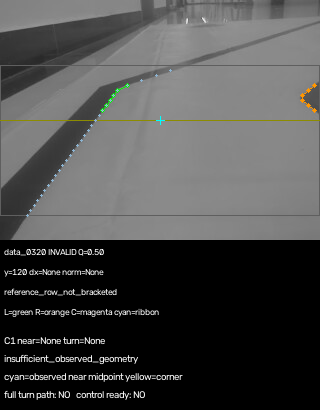 data_0320 INVALID Q=0.50
y=120 dx=None norm=None
reference_row_not_bracketed
L=green R=orange C=magenta cyan=ribbon
C1 near=None turn=None
insufficient_observed_geometry
cyan=observed near midpoint yellow=corner
full turn path: NO control ready: NO